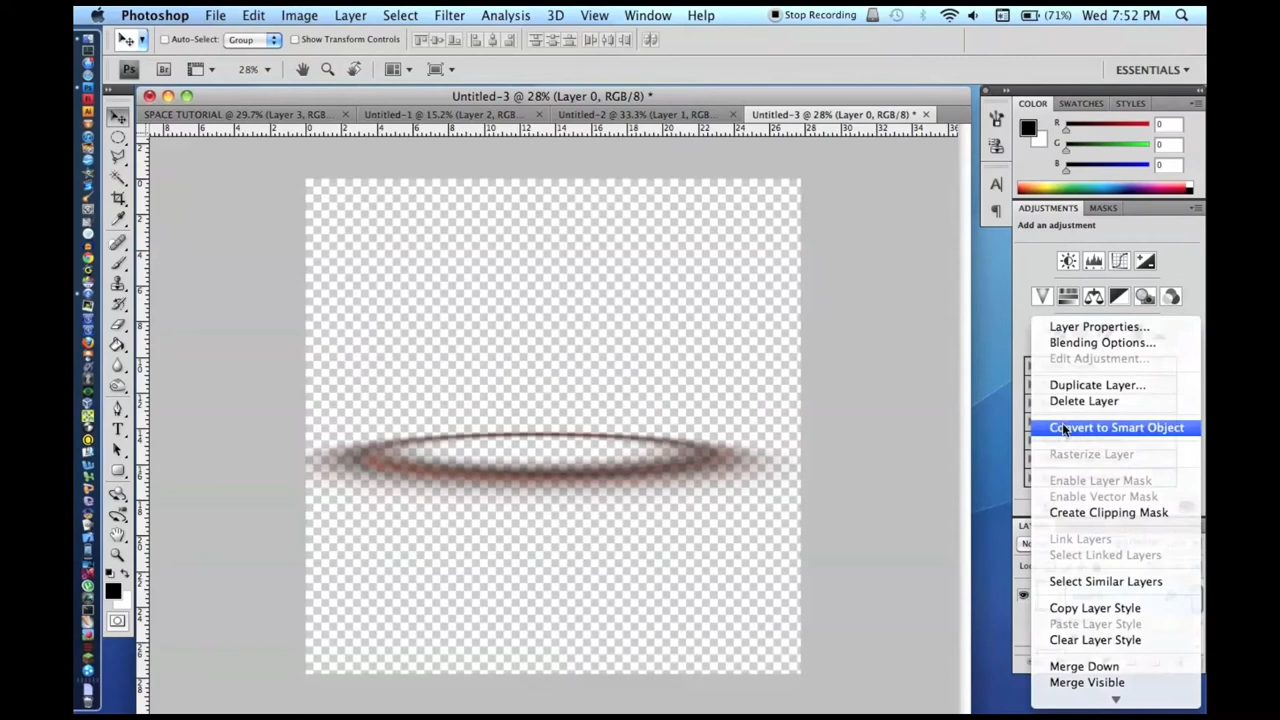 Photoshop File Edit Image Layer Select Filter Analysis 3D View Window Help Stop Recording (71%) Wed 7:52 PM
Auto-Select: Group Show Transform Controls
Ps Br 28% ESSENTIALS
Untitled-3 @ 28% (Layer 0, RGB/8) *
SPACE TUTORIAL @ 29.7% (Layer 3, RGB... Untitled-1 @ 15.2% (Layer 2, RGB... Untitled-2 @ 33.3% (Layer 1, RGB... Untitled-3 @ 28% (Layer 0, RGB/8) *
COLOR SWATCHES STYLES
R 0
G 0
B 0
ADJUSTMENTS MASKS
Add an adjustment
Layer Properties...
Blending Options...
Edit Adjustment...
Duplicate Layer...
Delete Layer
Convert to Smart Object
Rasterize Layer
Enable Layer Mask
Enable Vector Mask
Create Clipping Mask
Link Layers
Select Linked Layers
Select Similar Layers
Copy Layer Style
Paste Layer Style
Clear Layer Style
Merge Down
Merge Visible